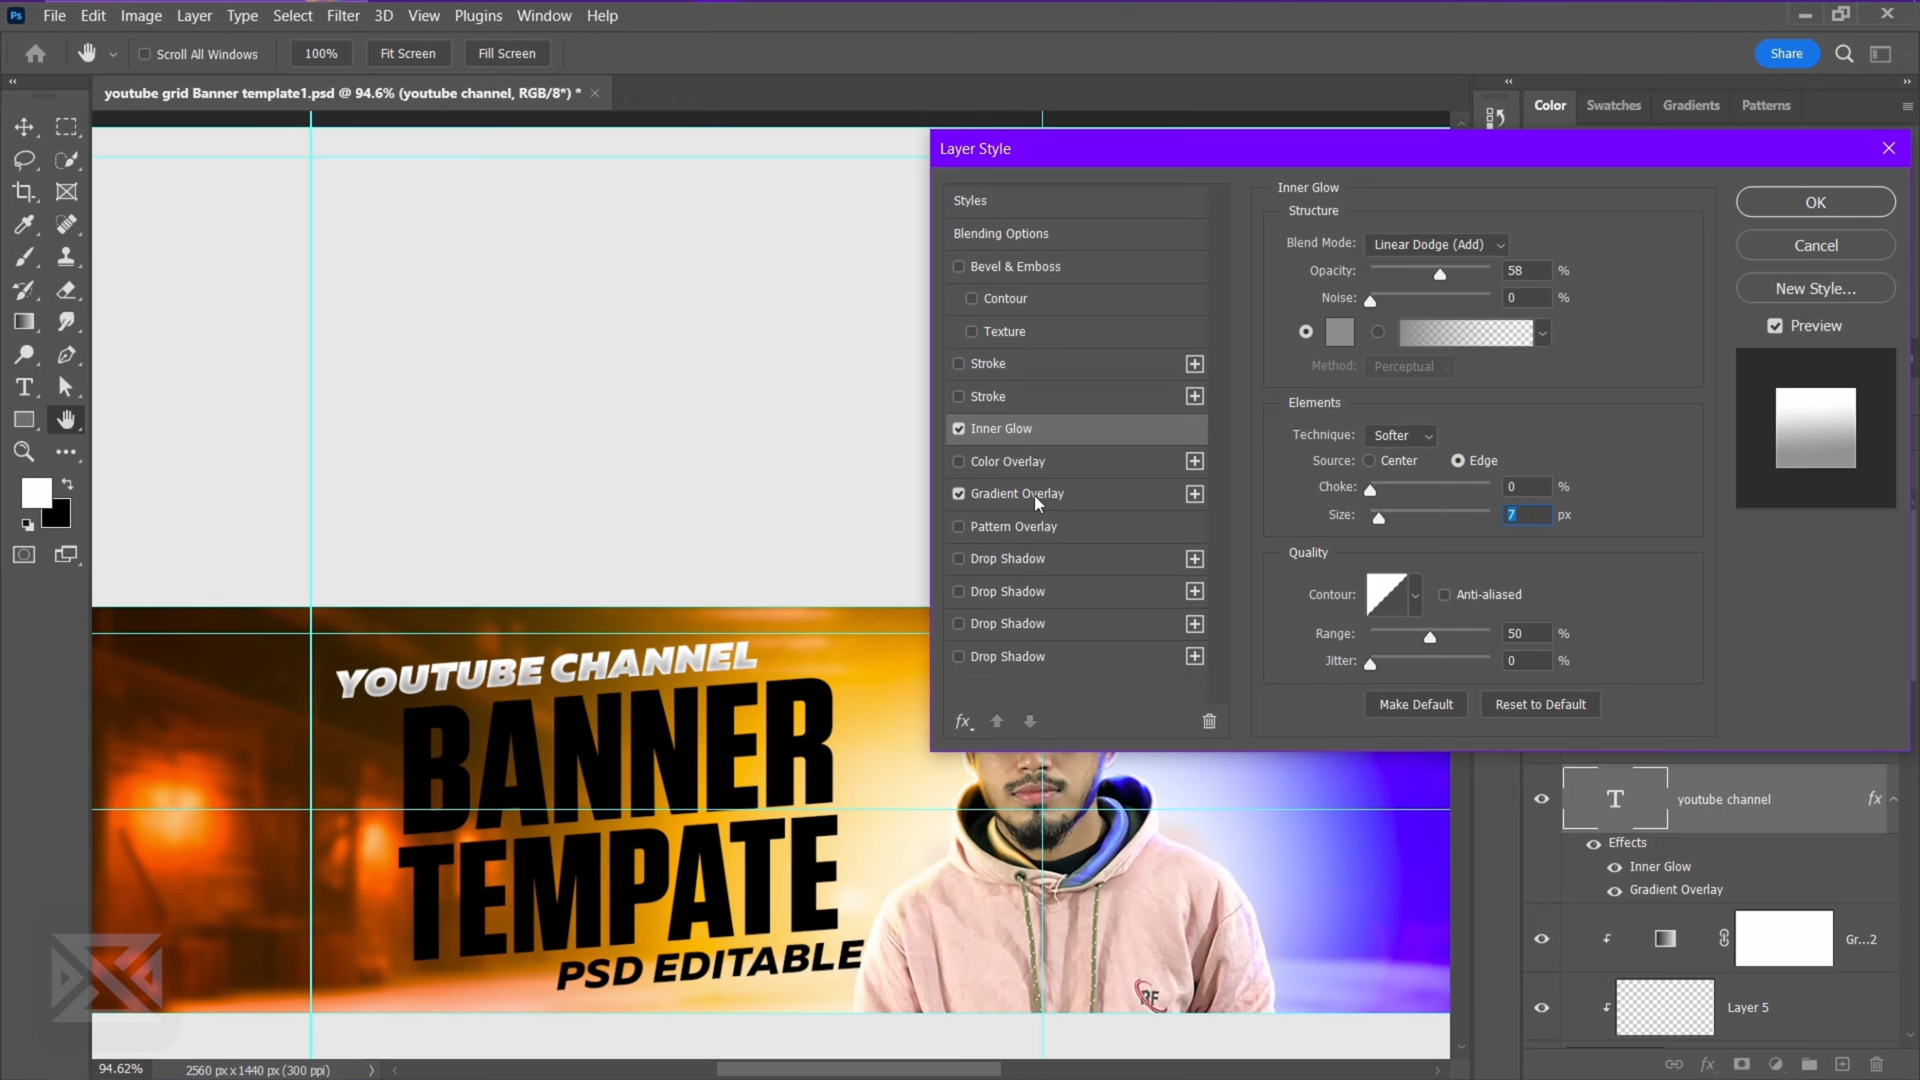 Ps File Edit Image Layer Type Select Filter 3D View Plugins Window Help
Scroll All Windows 100% Fit Screen Fill Screen Share
youtube grid Banner template1.psd @ 94.6% (youtube channel, RGB/8*) *
Color Swatches Gradients Patterns
Layer Style
Styles
Blending Options
Bevel & Emboss
Contour
Texture
Stroke
Stroke
Inner Glow
Color Overlay
Gradient Overlay
Pattern Overlay
Drop Shadow
Drop Shadow
Drop Shadow
Drop Shadow
fx
Inner Glow
Structure
Blend Mode: Linear Dodge (Add)
Opacity: 58 %
Noise: 0 %
Method: Perceptual
Elements
Technique: Softer
Source: Center Edge
Choke: 0 %
Size: 7 px
Quality
Contour: Anti-aliased
Range: 50 %
Jitter: 0 %
Make Default Reset to Default
OK
Cancel
New Style...
Preview
YOUTUBE CHANNEL
BANNER
TEMPATE
PSD EDITABLE
RF
T youtube channel fx
Effects
Inner Glow
Gradient Overlay
Gr...2
Layer 5
fx
94.62% 2560 px x 1440 px (300 ppi)